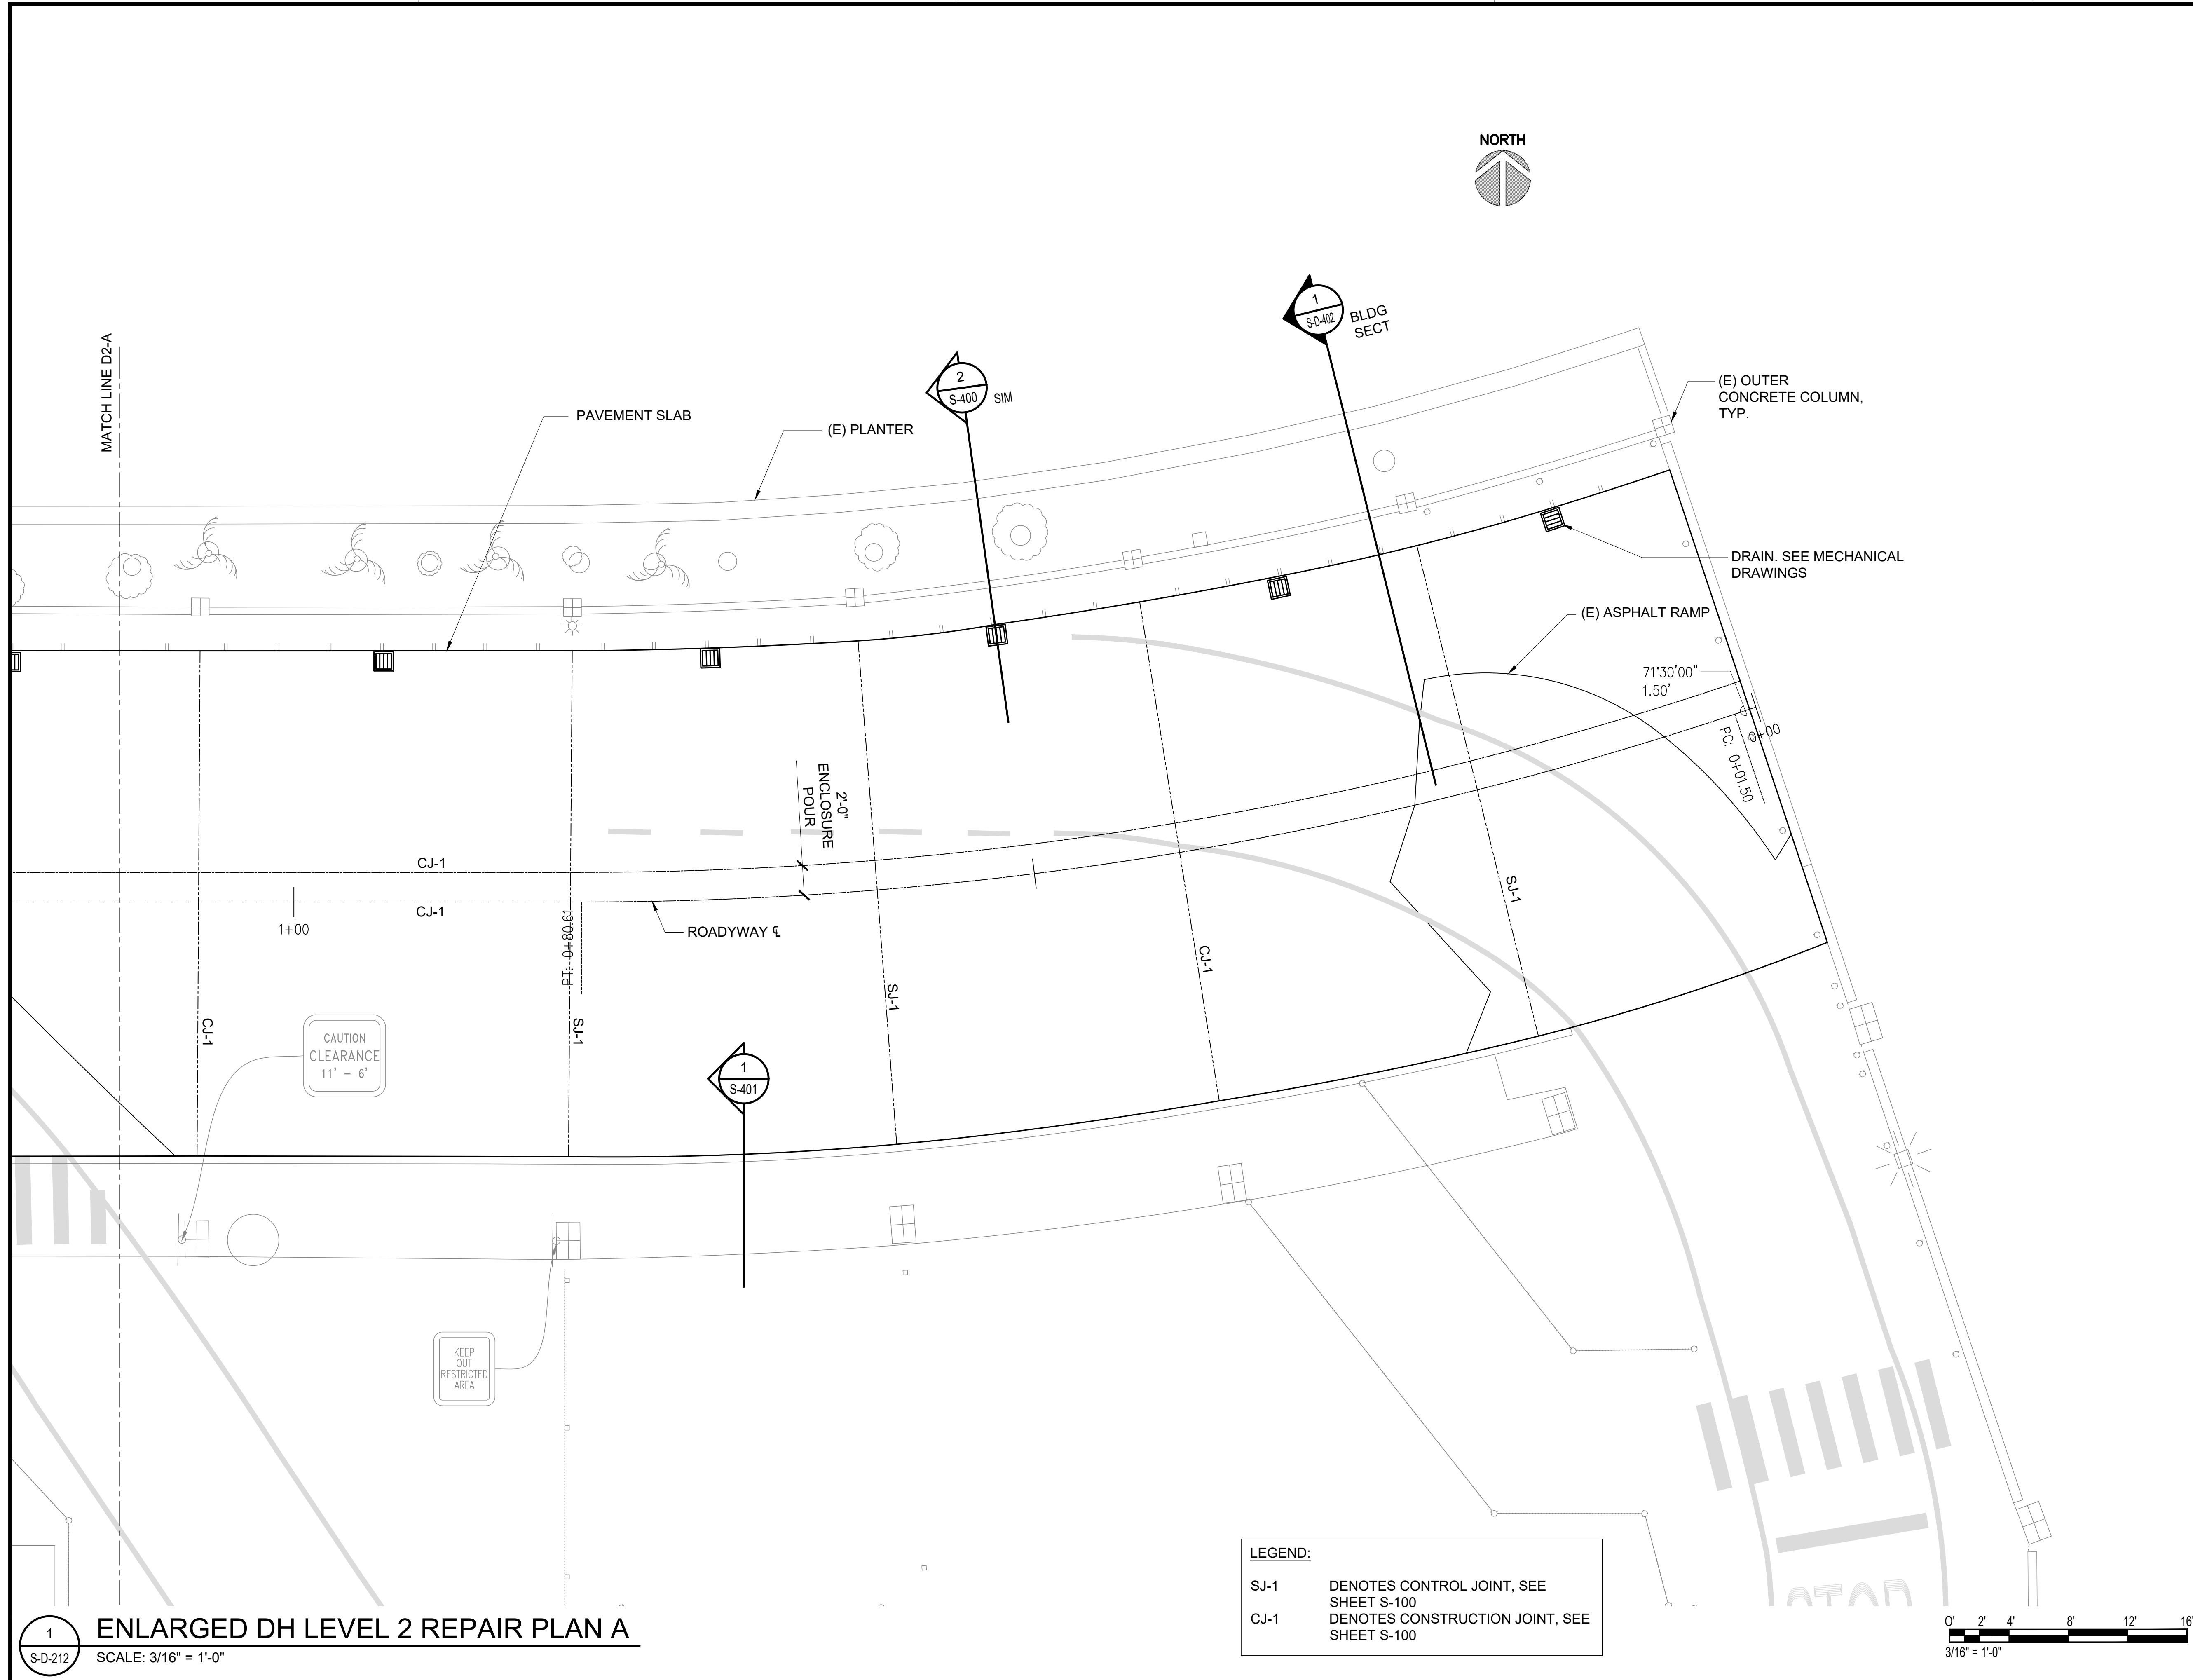 NORTH
1
S-D-402
BLDG
SECT
MATCH LINE D2-A
2
S-400
SIM
(E) OUTER
CONCRETE COLUMN,
TYP.
PAVEMENT SLAB
(E) PLANTER
DRAIN. SEE MECHANICAL
DRAWINGS
(E) ASPHALT RAMP
71°30'00"
1.50'
0+00
PC: 0+01.50
2'-0"
ENCLOSURE
POUR
CJ-1
CJ-1
1+00
PT: 0+80.61
ROADYWAY ℄
SJ-1
CJ-1
SJ-1
CJ-1
SJ-1
CAUTION
CLEARANCE
11' - 6'
1
S-401
KEEP
OUT
RESTRICTED
AREA
STOP
LEGEND:
SJ-1 DENOTES CONTROL JOINT, SEE
SHEET S-100
CJ-1 DENOTES CONSTRUCTION JOINT, SEE
SHEET S-100
1
S-D-212
ENLARGED DH LEVEL 2 REPAIR PLAN A
SCALE: 3/16" = 1'-0"
0' 2' 4' 8' 12' 16'
3/16" = 1'-0"